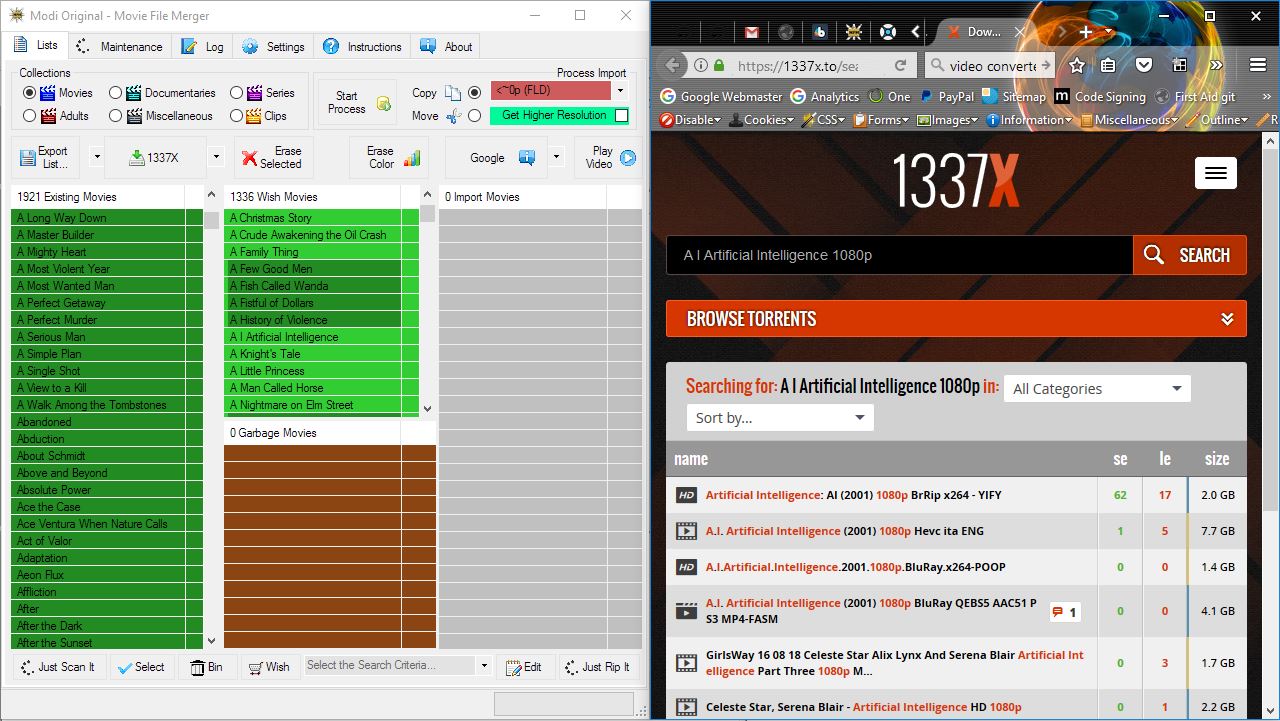 Modi Original - Movie File Merger
Lists Maintenance Log Settings Instructions About
Collections
Movies Documentaries Series
Adults Miscellaneous Clips
Start Process
Copy
Move
Process Import
<~0p (FLD)
Get Higher Resolution
Export List...
1337X
Erase Selected
Erase Color
Google
Play Video
1921 Existing Movies
A Long Way Down
A Master Builder
A Mighty Heart
A Most Violent Year
A Most Wanted Man
A Perfect Getaway
A Perfect Murder
A Serious Man
A Simple Plan
A Single Shot
A View to a Kill
A Walk Among the Tombstones
Abandoned
Abduction
About Schmidt
Above and Beyond
Absolute Power
Ace the Case
Ace Ventura When Nature Calls
Act of Valor
Adaptation
Aeon Flux
Affliction
After
After the Dark
After the Sunset
1336 Wish Movies
A Christmas Story
A Crude Awakening the Oil Crash
A Family Thing
A Few Good Men
A Fish Called Wanda
A Fistful of Dollars
A History of Violence
A I Artificial Intelligence
A Knight's Tale
A Little Princess
A Man Called Horse
A Nightmare on Elm Street
0 Garbage Movies
0 Import Movies
Just Scan It
Select
Bin
Wish
Select the Search Criteria...
Edit
Just Rip It
Dow...
https://1337x.to/sea
video converte
Google Webmaster Analytics One PayPal Sitemap Code Signing First Aid git
Disable Cookies CSS Forms Images Information Miscellaneous Outline R
1337X
A I Artificial Intelligence 1080p
SEARCH
BROWSE TORRENTS
Searching for: A I Artificial Intelligence 1080p in: All Categories
Sort by...
name se le size
Artificial Intelligence: AI (2001) 1080p BrRip x264 - YIFY 62 17 2.0 GB
A.I. Artificial Intelligence (2001) 1080p Hevc ita ENG 1 5 7.7 GB
A.I.Artificial.Intelligence.2001.1080p.BluRay.x264-POOP 0 0 1.4 GB
A.I. Artificial Intelligence (2001) 1080p BluRay QEBS5 AAC51 P
S3 MP4-FASM 1 0 0 4.1 GB
GirlsWay 16 08 18 Celeste Star Alix Lynx And Serena Blair Artificial Int
elligence Part Three 1080p M... 0 3 1.7 GB
Celeste Star, Serena Blair - Artificial Intelligence HD 1080p 0 1 2.2 GB